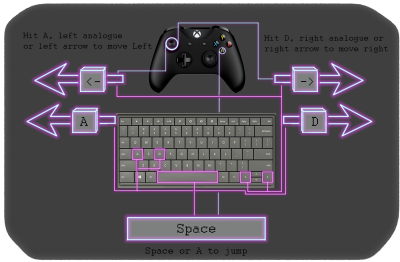 Hit A, left analogue
or left arrow to move Left
Hit D, right analogue or
right arrow to move right
<-
->
A
D
Space
Space or A to jump